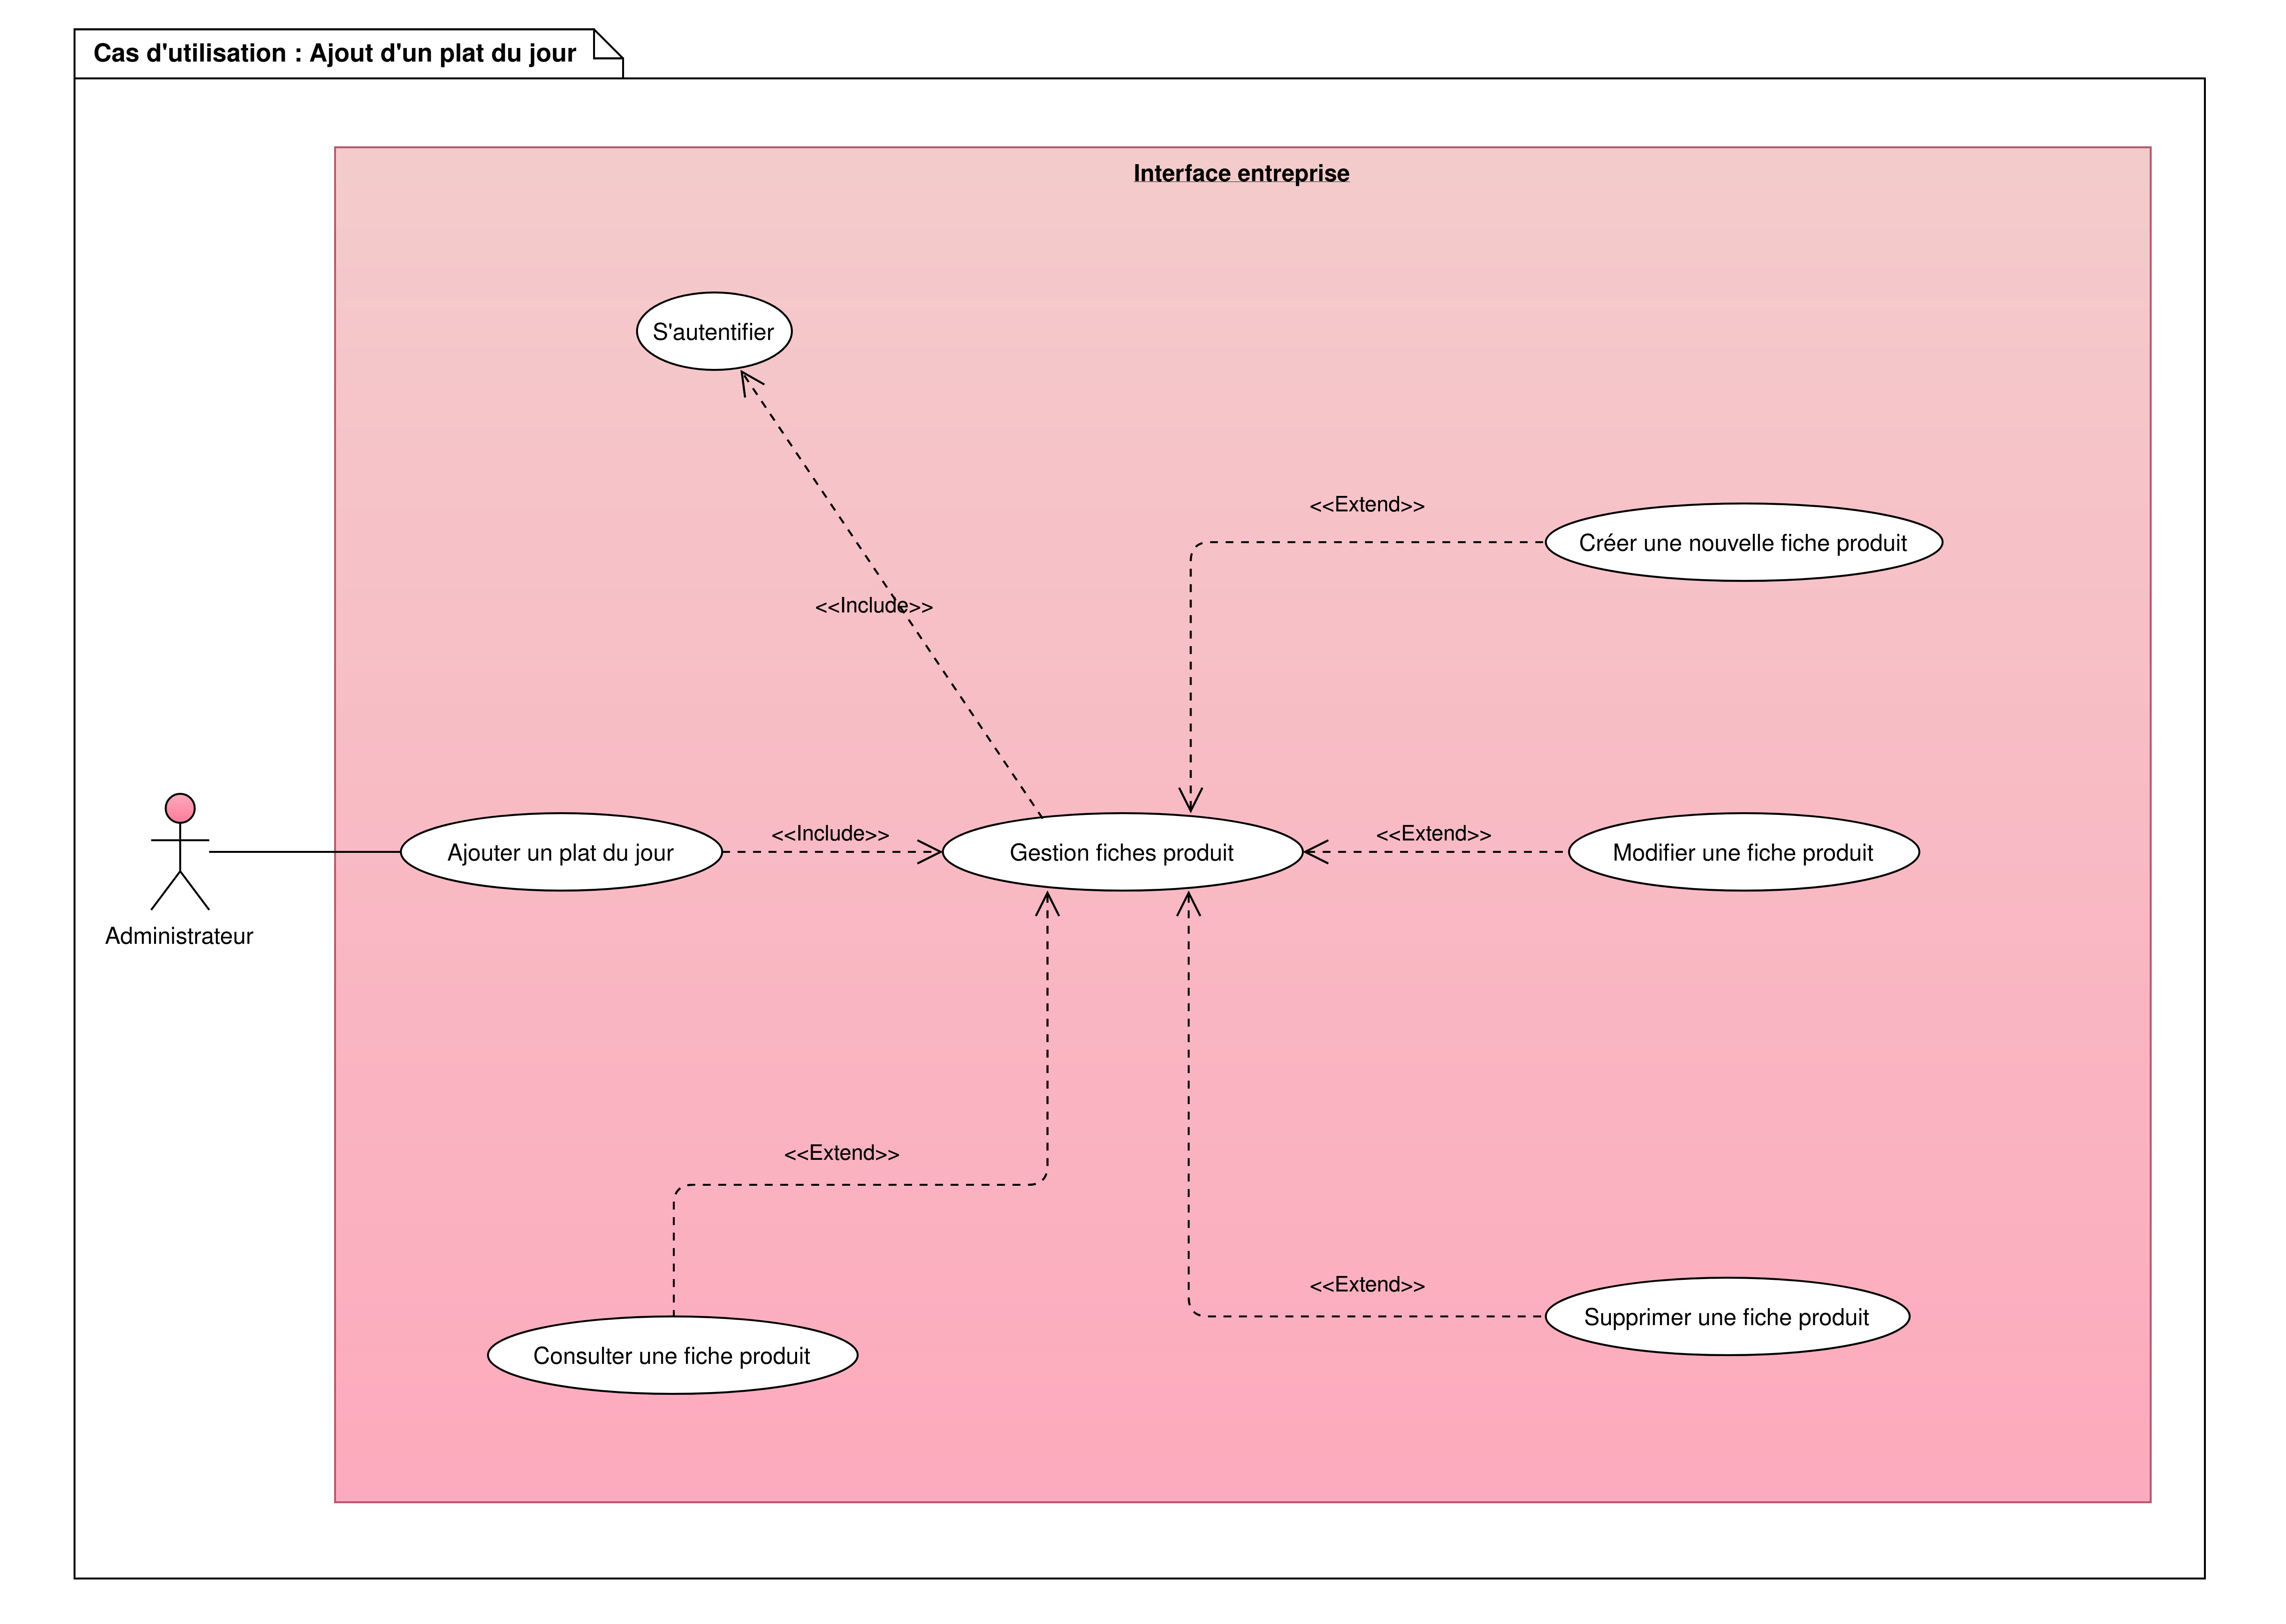 Cas d'utilisation : Ajout d'un plat du jour
Interface entreprise
S'autentifier
<<Extend>>
Créer une nouvelle fiche produit
<<Include>>
Administrateur
Ajouter un plat du jour
<<Include>>
Gestion fiches produit
<<Extend>>
Modifier une fiche produit
<<Extend>>
Consulter une fiche produit
<<Extend>>
Supprimer une fiche produit